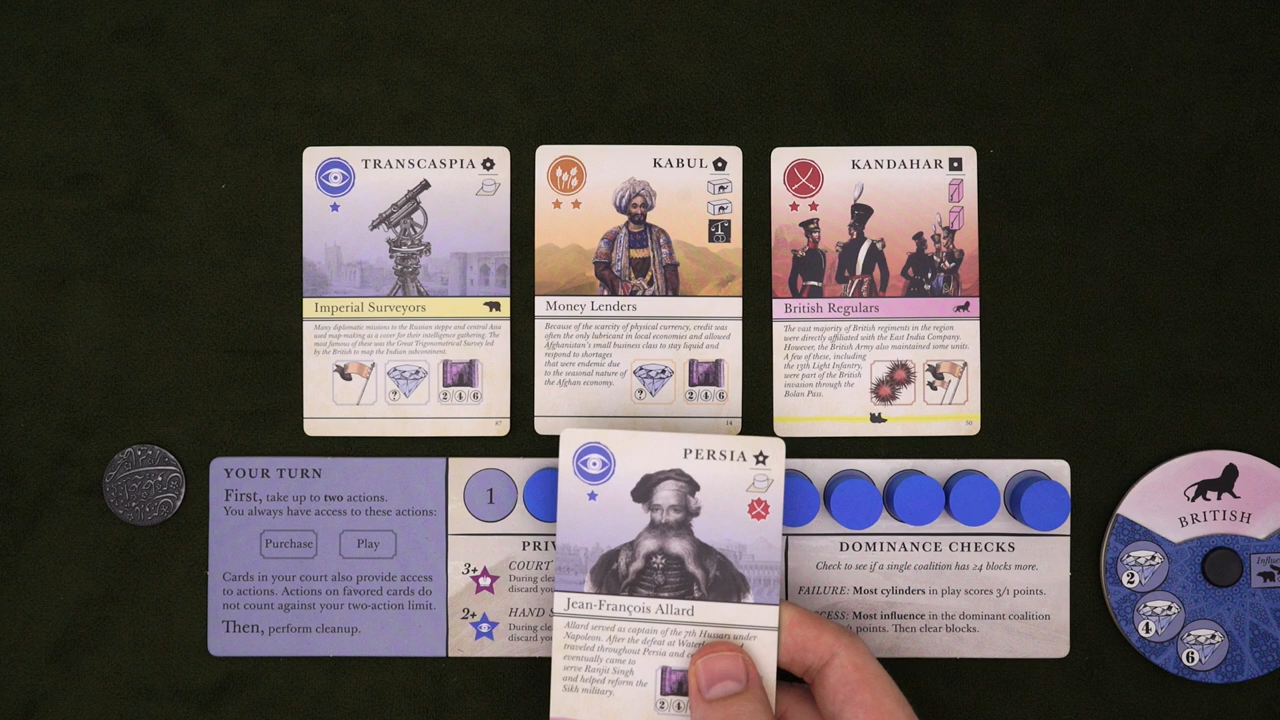 TRANSCASPIA
Imperial Surveyors
Many diplomatic missions to the Russian steppe and central Asia
used map-making as a cover for their intelligence gathering. The
most famous of these was the Great Trigonometrical Survey led
by the British to map the Indian subcontinent.
?
2/4/6
87
KABUL
Money Lenders
Because of the scarcity of physical currency, credit was
often the only lubricant in local economies and allowed
Afghanistan's small business class to stay liquid and
respond to shortages
that were endemic due
to the seasonal nature of
the Afghan economy.
?
2/4/6
14
KANDAHAR
British Regulars
The vast majority of British regiments in the region
were directly affiliated with the East India Company.
However, the British Army also maintained some units.
A few of these, including
the 13th Light Infantry,
were part of the British
invasion through the
Bolan Pass.
50
PERSIA
Jean-François Allard
Allard served as captain of the 7th Hussars under
Napoleon. After the defeat at
traveled throughout Persia and
eventually came to
serve Ranjit Singh
and helped reform the
Sikh military.
2/4
YOUR TURN
First, take up to two actions.
You always have access to these actions:
Purchase
Play
Cards in your court also provide access
to actions. Actions on favored cards do
not count against your two-action limit.
Then, perform cleanup.
1
3+
COURT
During
discard
2+
HAND
During
discard
DOMINANCE CHECKS
Check to see if a single coalition has 24 blocks more.
FAILURE: Most cylinders in play scores 3/1 points.
Most influence in the dominant coalition
points. Then clear blocks.
BRITISH
2
4
6